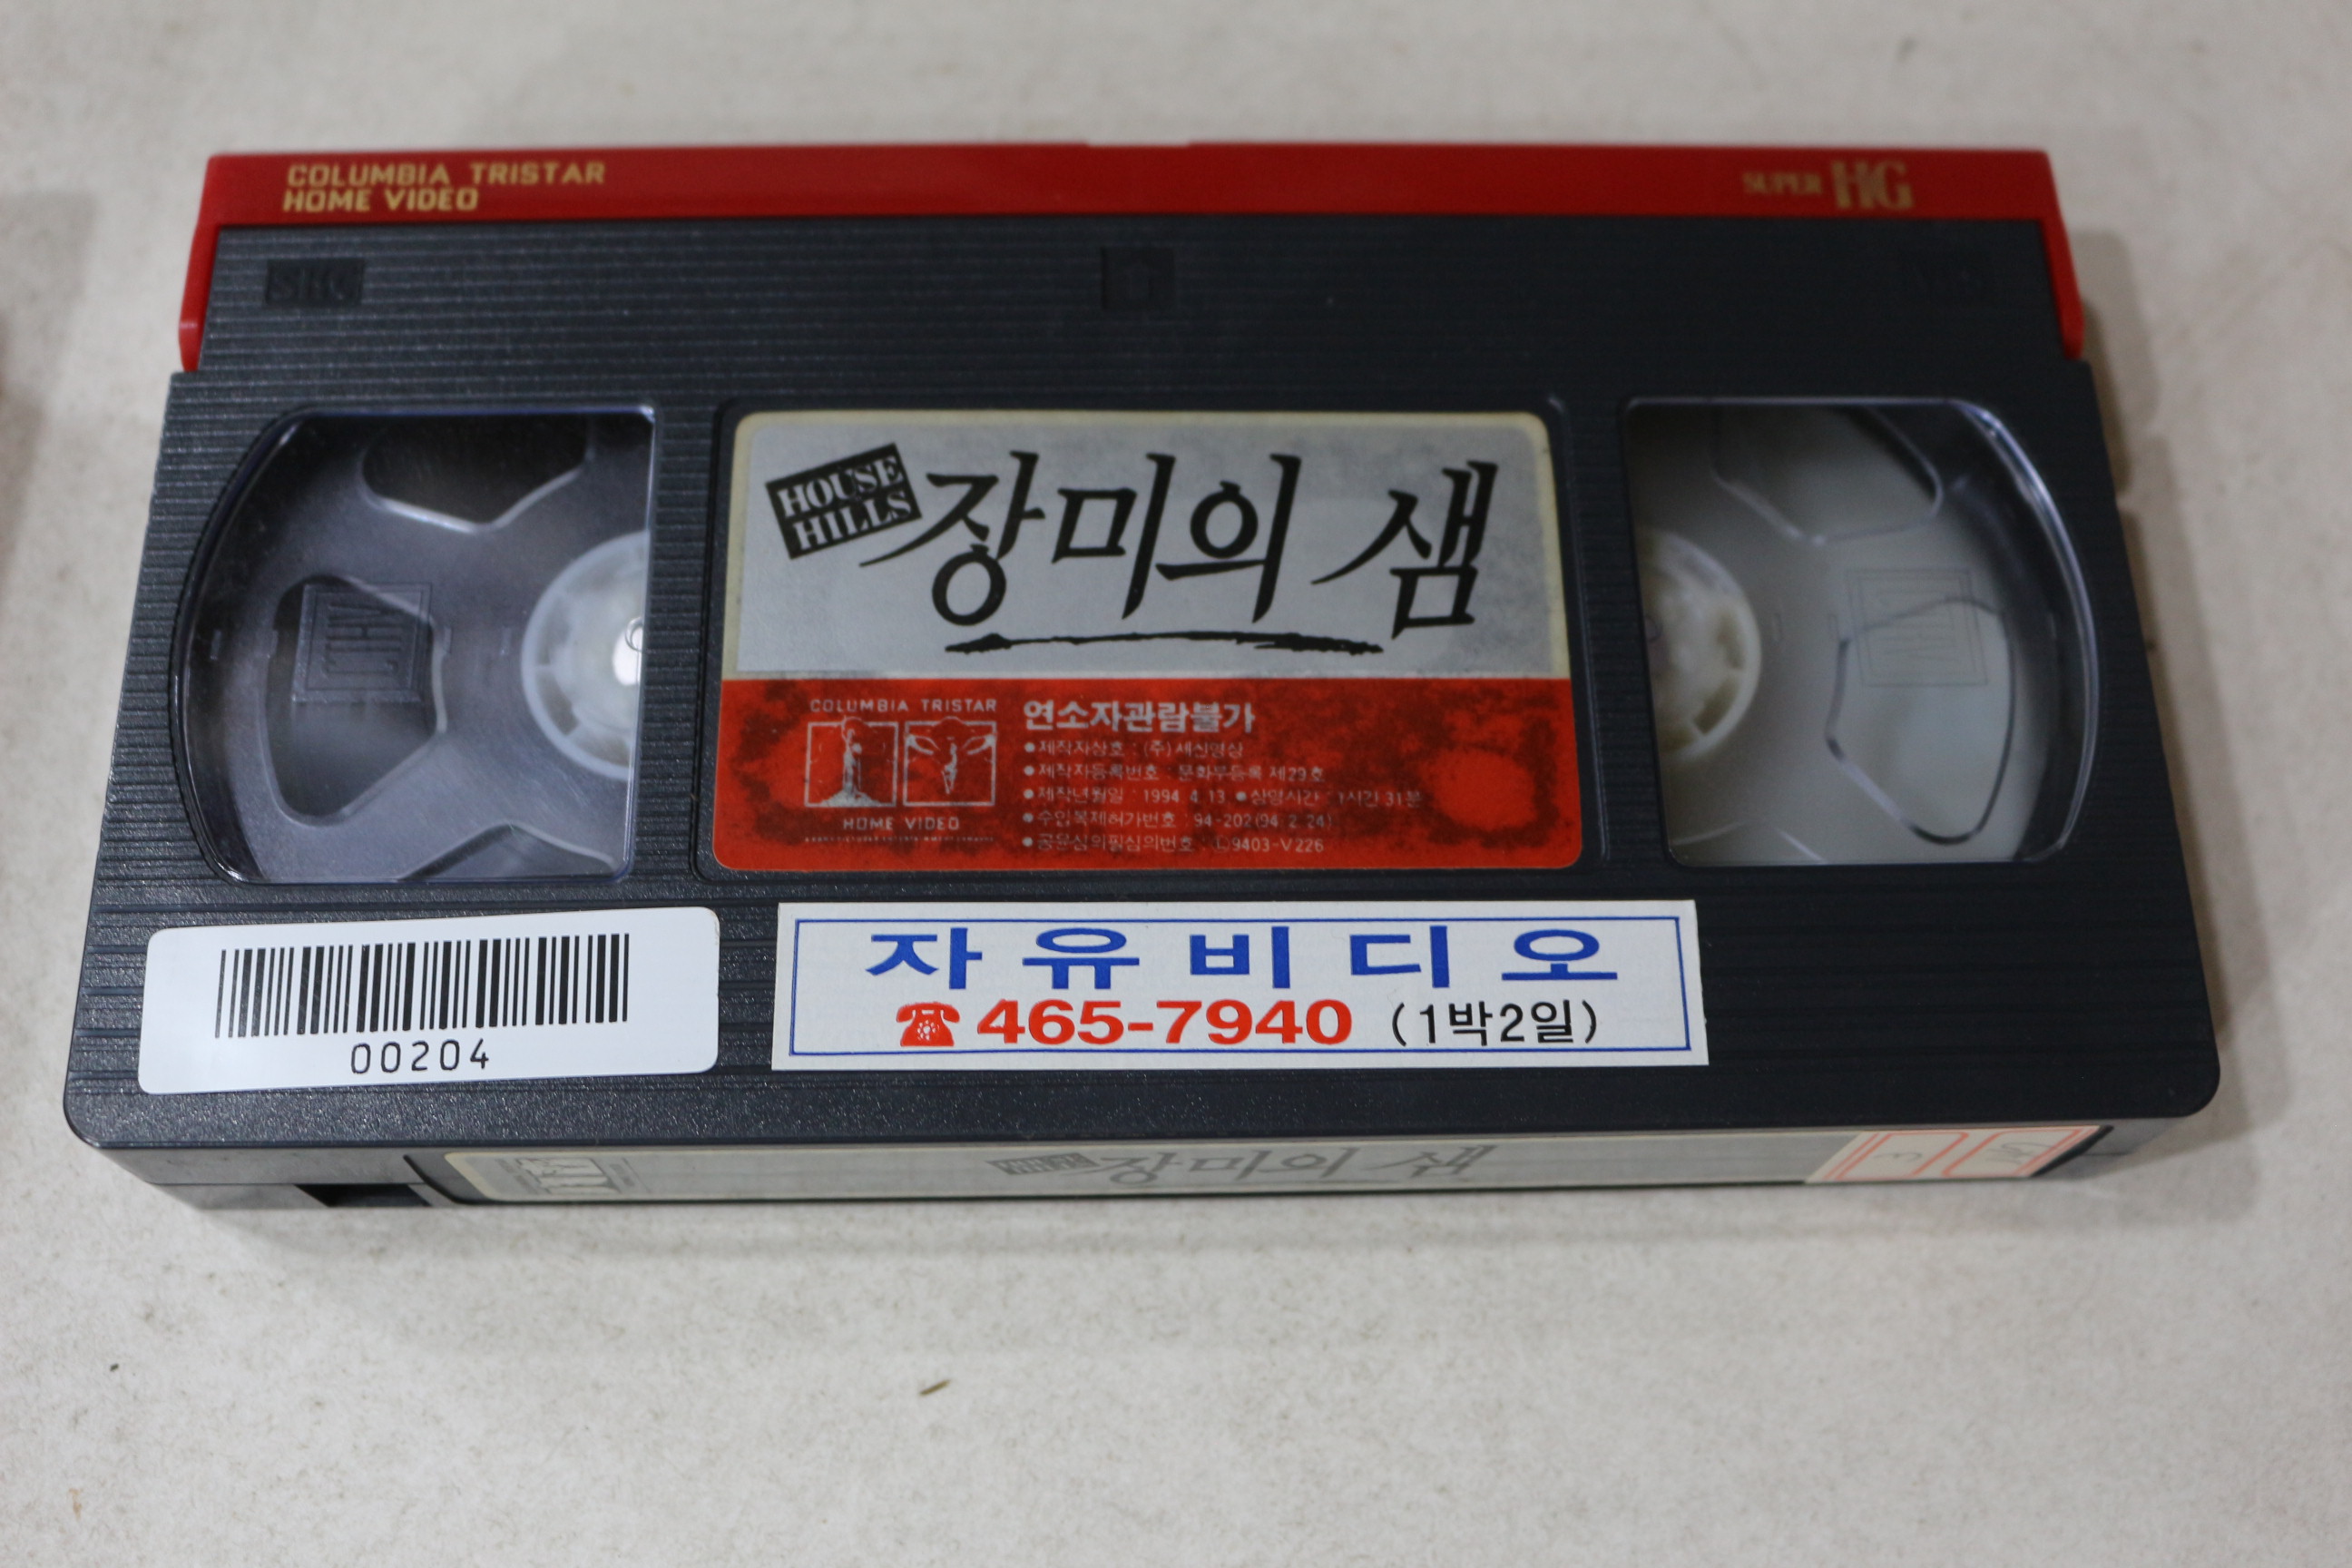 COLUMBIA TRISTAR
HOME VIDEO
SUPER HG
SKC
HOUSE
HILLS
장미의 샘
COLUMBIA TRISTAR
HOME VIDEO
연소자관람불가
●제작자상호 : (주)새신영상
●제작자등록번호 : 문화부등록 제29호
●제작년월일 : 1994. 4. 13. ●상영시간 : 1시간 31분
●수입복제허가번호 : 94-202(94. 2. 24)
●공윤심의필심의번호 : 9403-V226
CTHV
00204
자유비디오
☎465-7940 (1박2일)
장미의 샘
3